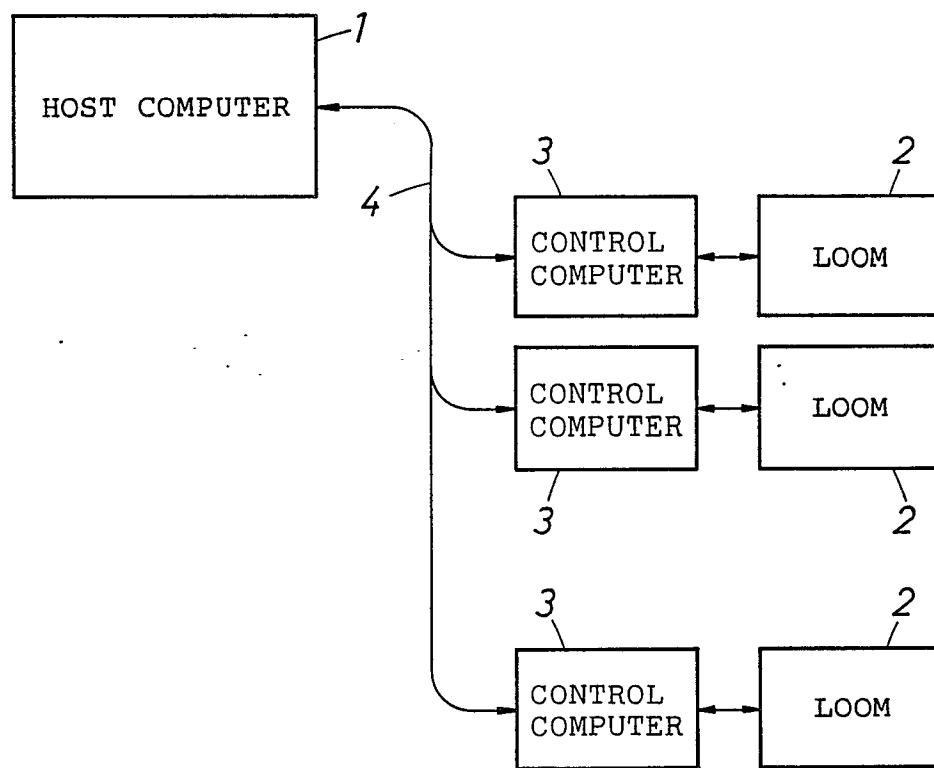 1
HOST COMPUTER
4
3
2
CONTROL
COMPUTER
LOOM
CONTROL
COMPUTER
LOOM
3
2
3
2
CONTROL
COMPUTER
LOOM